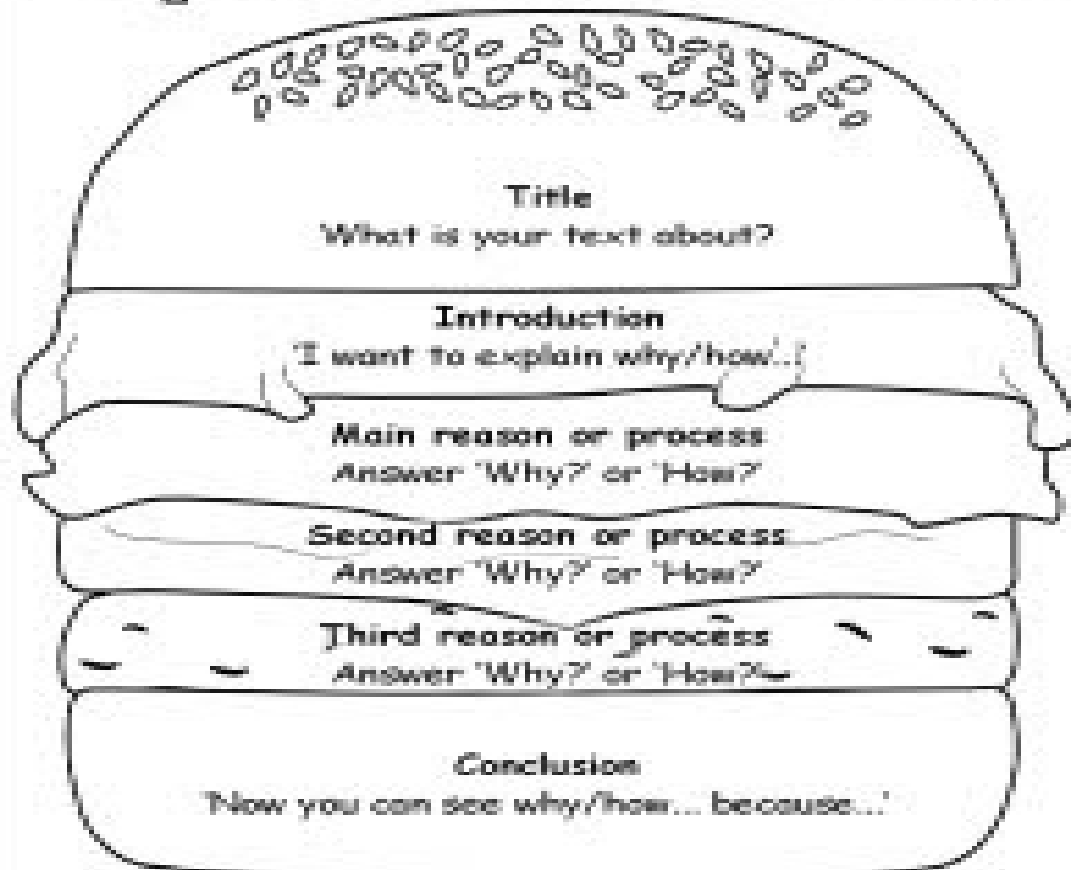 Title
What is your text about?
Introduction
'I want to explain why/how'...
Main reason or process
Answer 'Why?' or 'How?'
Second reason or process
Answer 'Why?' or 'How?'
Third reason or process
Answer 'Why?' or 'How?'
Conclusion
'Now you can see why/how... because...'